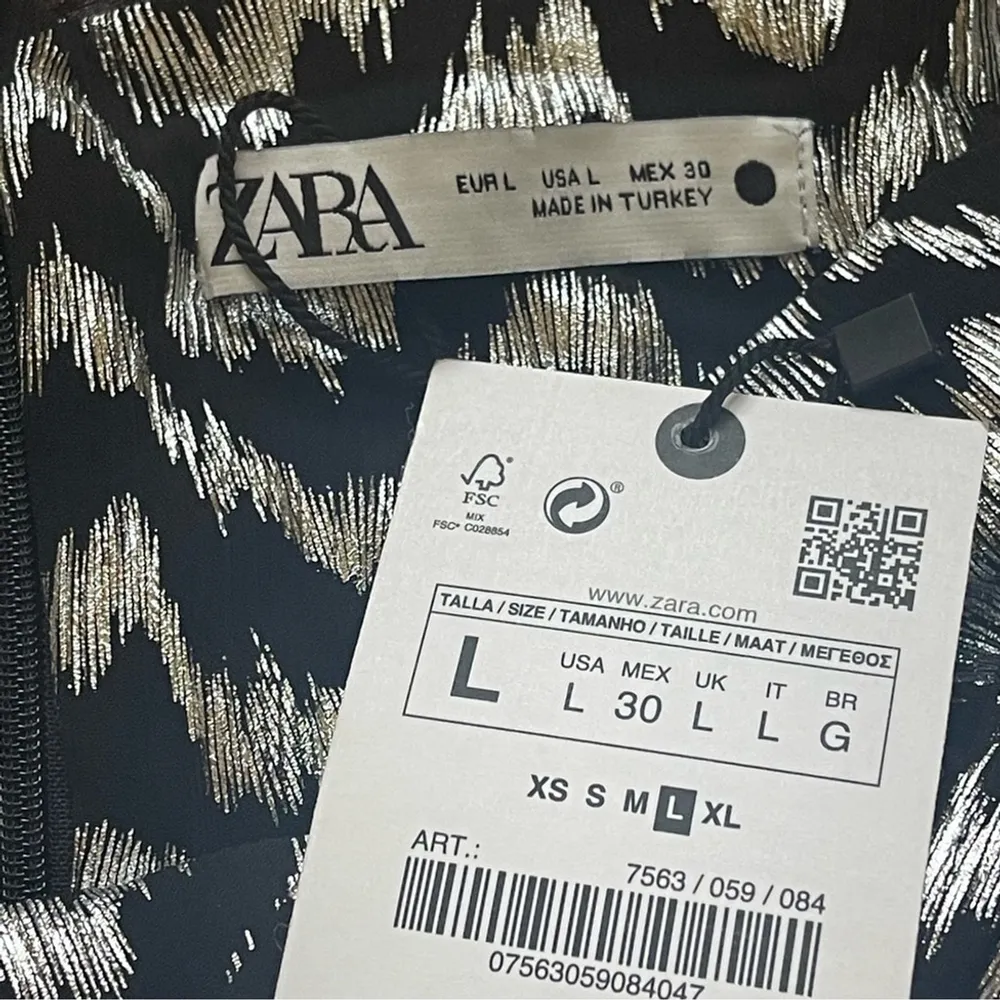 ZARA
EUR L USA L MEX 30
MADE IN TURKEY
FSC
MIX
FSC® C028854
®
www.zara.com
TALLA / SIZE / TAMANHO / TAILLE / MAAT / ΜΕΓΕΘΟΣ
USA MEX UK IT BR
L L 30 L L G
XS S M L XL
ART.:
7563 / 059 / 084
07563059084047